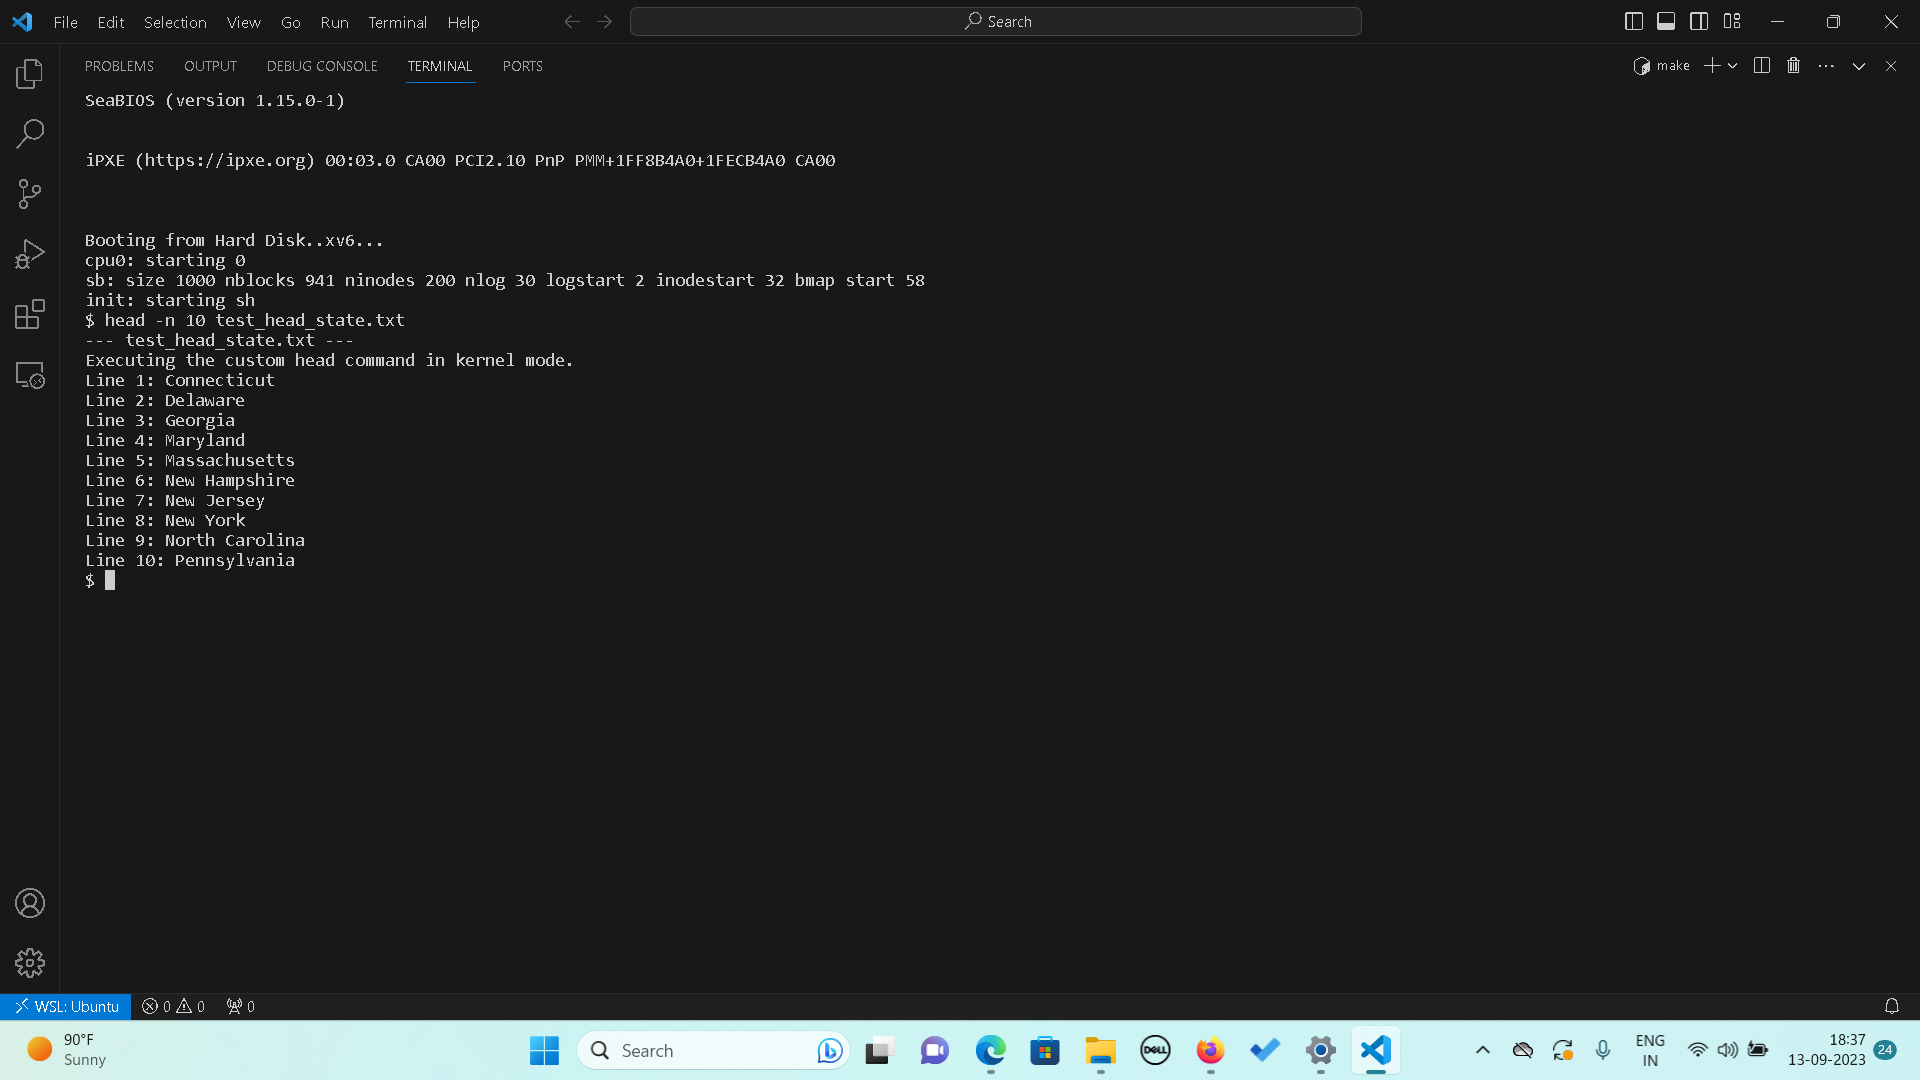 File Edit Selection View Go Run Terminal Help
Search
PROBLEMS OUTPUT DEBUG CONSOLE TERMINAL PORTS
make
SeaBIOS (version 1.15.0-1)
iPXE (https://ipxe.org) 00:03.0 CA00 PCI2.10 PnP PMM+1FF8B4A0+1FECB4A0 CA00
Booting from Hard Disk..xv6...
cpu0: starting 0
sb: size 1000 nblocks 941 ninodes 200 nlog 30 logstart 2 inodestart 32 bmap start 58
init: starting sh
$ head -n 10 test_head_state.txt
--- test_head_state.txt ---
Executing the custom head command in kernel mode.
Line 1: Connecticut
Line 2: Delaware
Line 3: Georgia
Line 4: Maryland
Line 5: Massachusetts
Line 6: New Hampshire
Line 7: New Jersey
Line 8: New York
Line 9: North Carolina
Line 10: Pennsylvania
$
WSL: Ubuntu 0 0 0
90°F
Sunny
Search
DELL
ENG
IN
18:37
13-09-2023
24